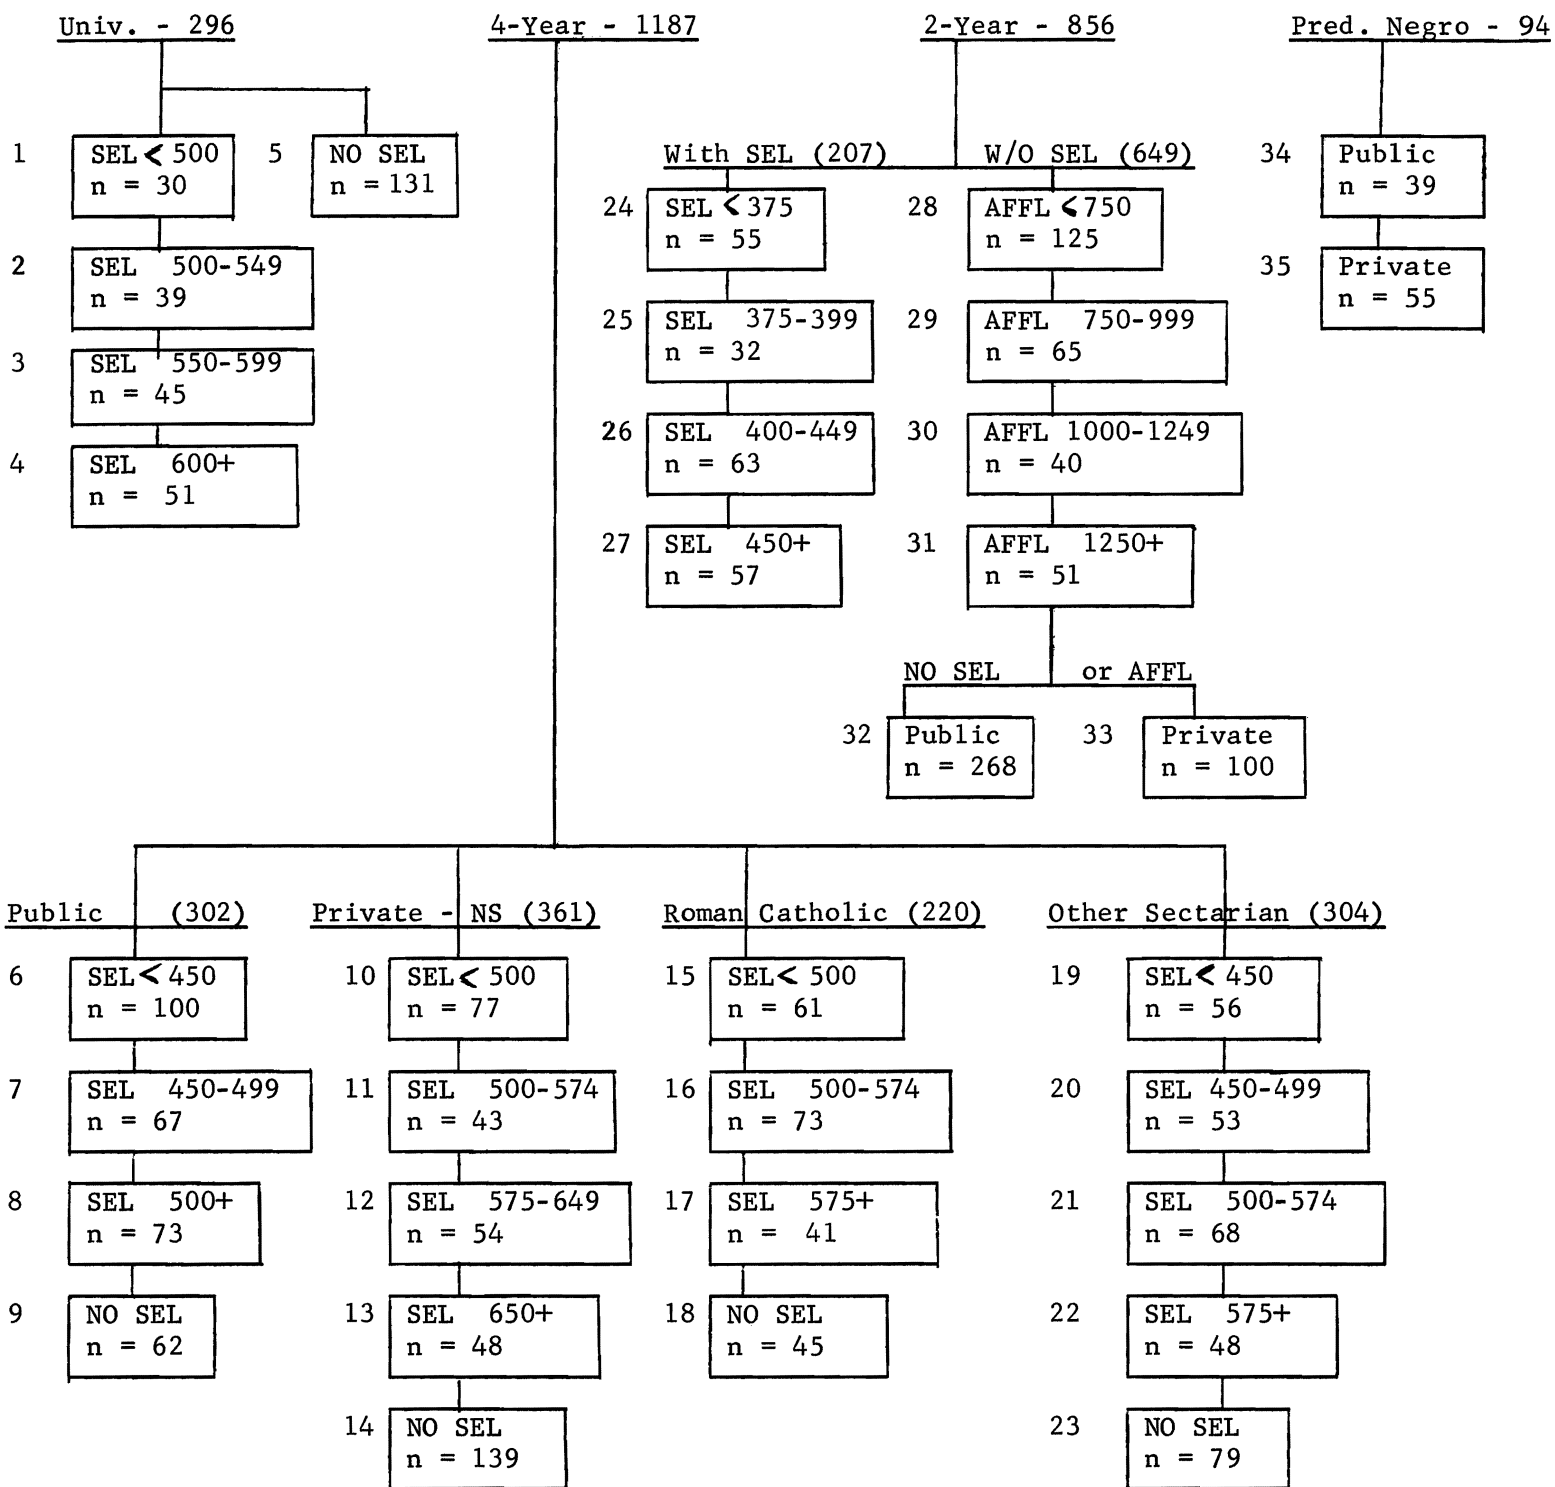 Univ. - 296
4-Year - 1187
2-Year - 856
Pred. Negro - 94
1
SEL < 500
n = 30
5
NO SEL
n = 131
2
SEL 500-549
n = 39
3
SEL 550-599
n = 45
4
SEL 600+
n = 51
With SEL (207)
W/O SEL (649)
24
SEL < 375
n = 55
25
SEL 375-399
n = 32
26
SEL 400-449
n = 63
27
SEL 450+
n = 57
28
AFFL < 750
n = 125
29
AFFL 750-999
n = 65
30
AFFL 1000-1249
n = 40
31
AFFL 1250+
n = 51
NO SEL or AFFL
32
Public
n = 268
33
Private
n = 100
34
Public
n = 39
35
Private
n = 55
Public (302)
6
SEL < 450
n = 100
7
SEL 450-499
n = 67
8
SEL 500+
n = 73
9
NO SEL
n = 62
Private - NS (361)
10
SEL < 500
n = 77
11
SEL 500-574
n = 43
12
SEL 575-649
n = 54
13
SEL 650+
n = 48
14
NO SEL
n = 139
Roman Catholic (220)
15
SEL < 500
n = 61
16
SEL 500-574
n = 73
17
SEL 575+
n = 41
18
NO SEL
n = 45
Other Sectarian (304)
19
SEL < 450
n = 56
20
SEL 450-499
n = 53
21
SEL 500-574
n = 68
22
SEL 575+
n = 48
23
NO SEL
n = 79